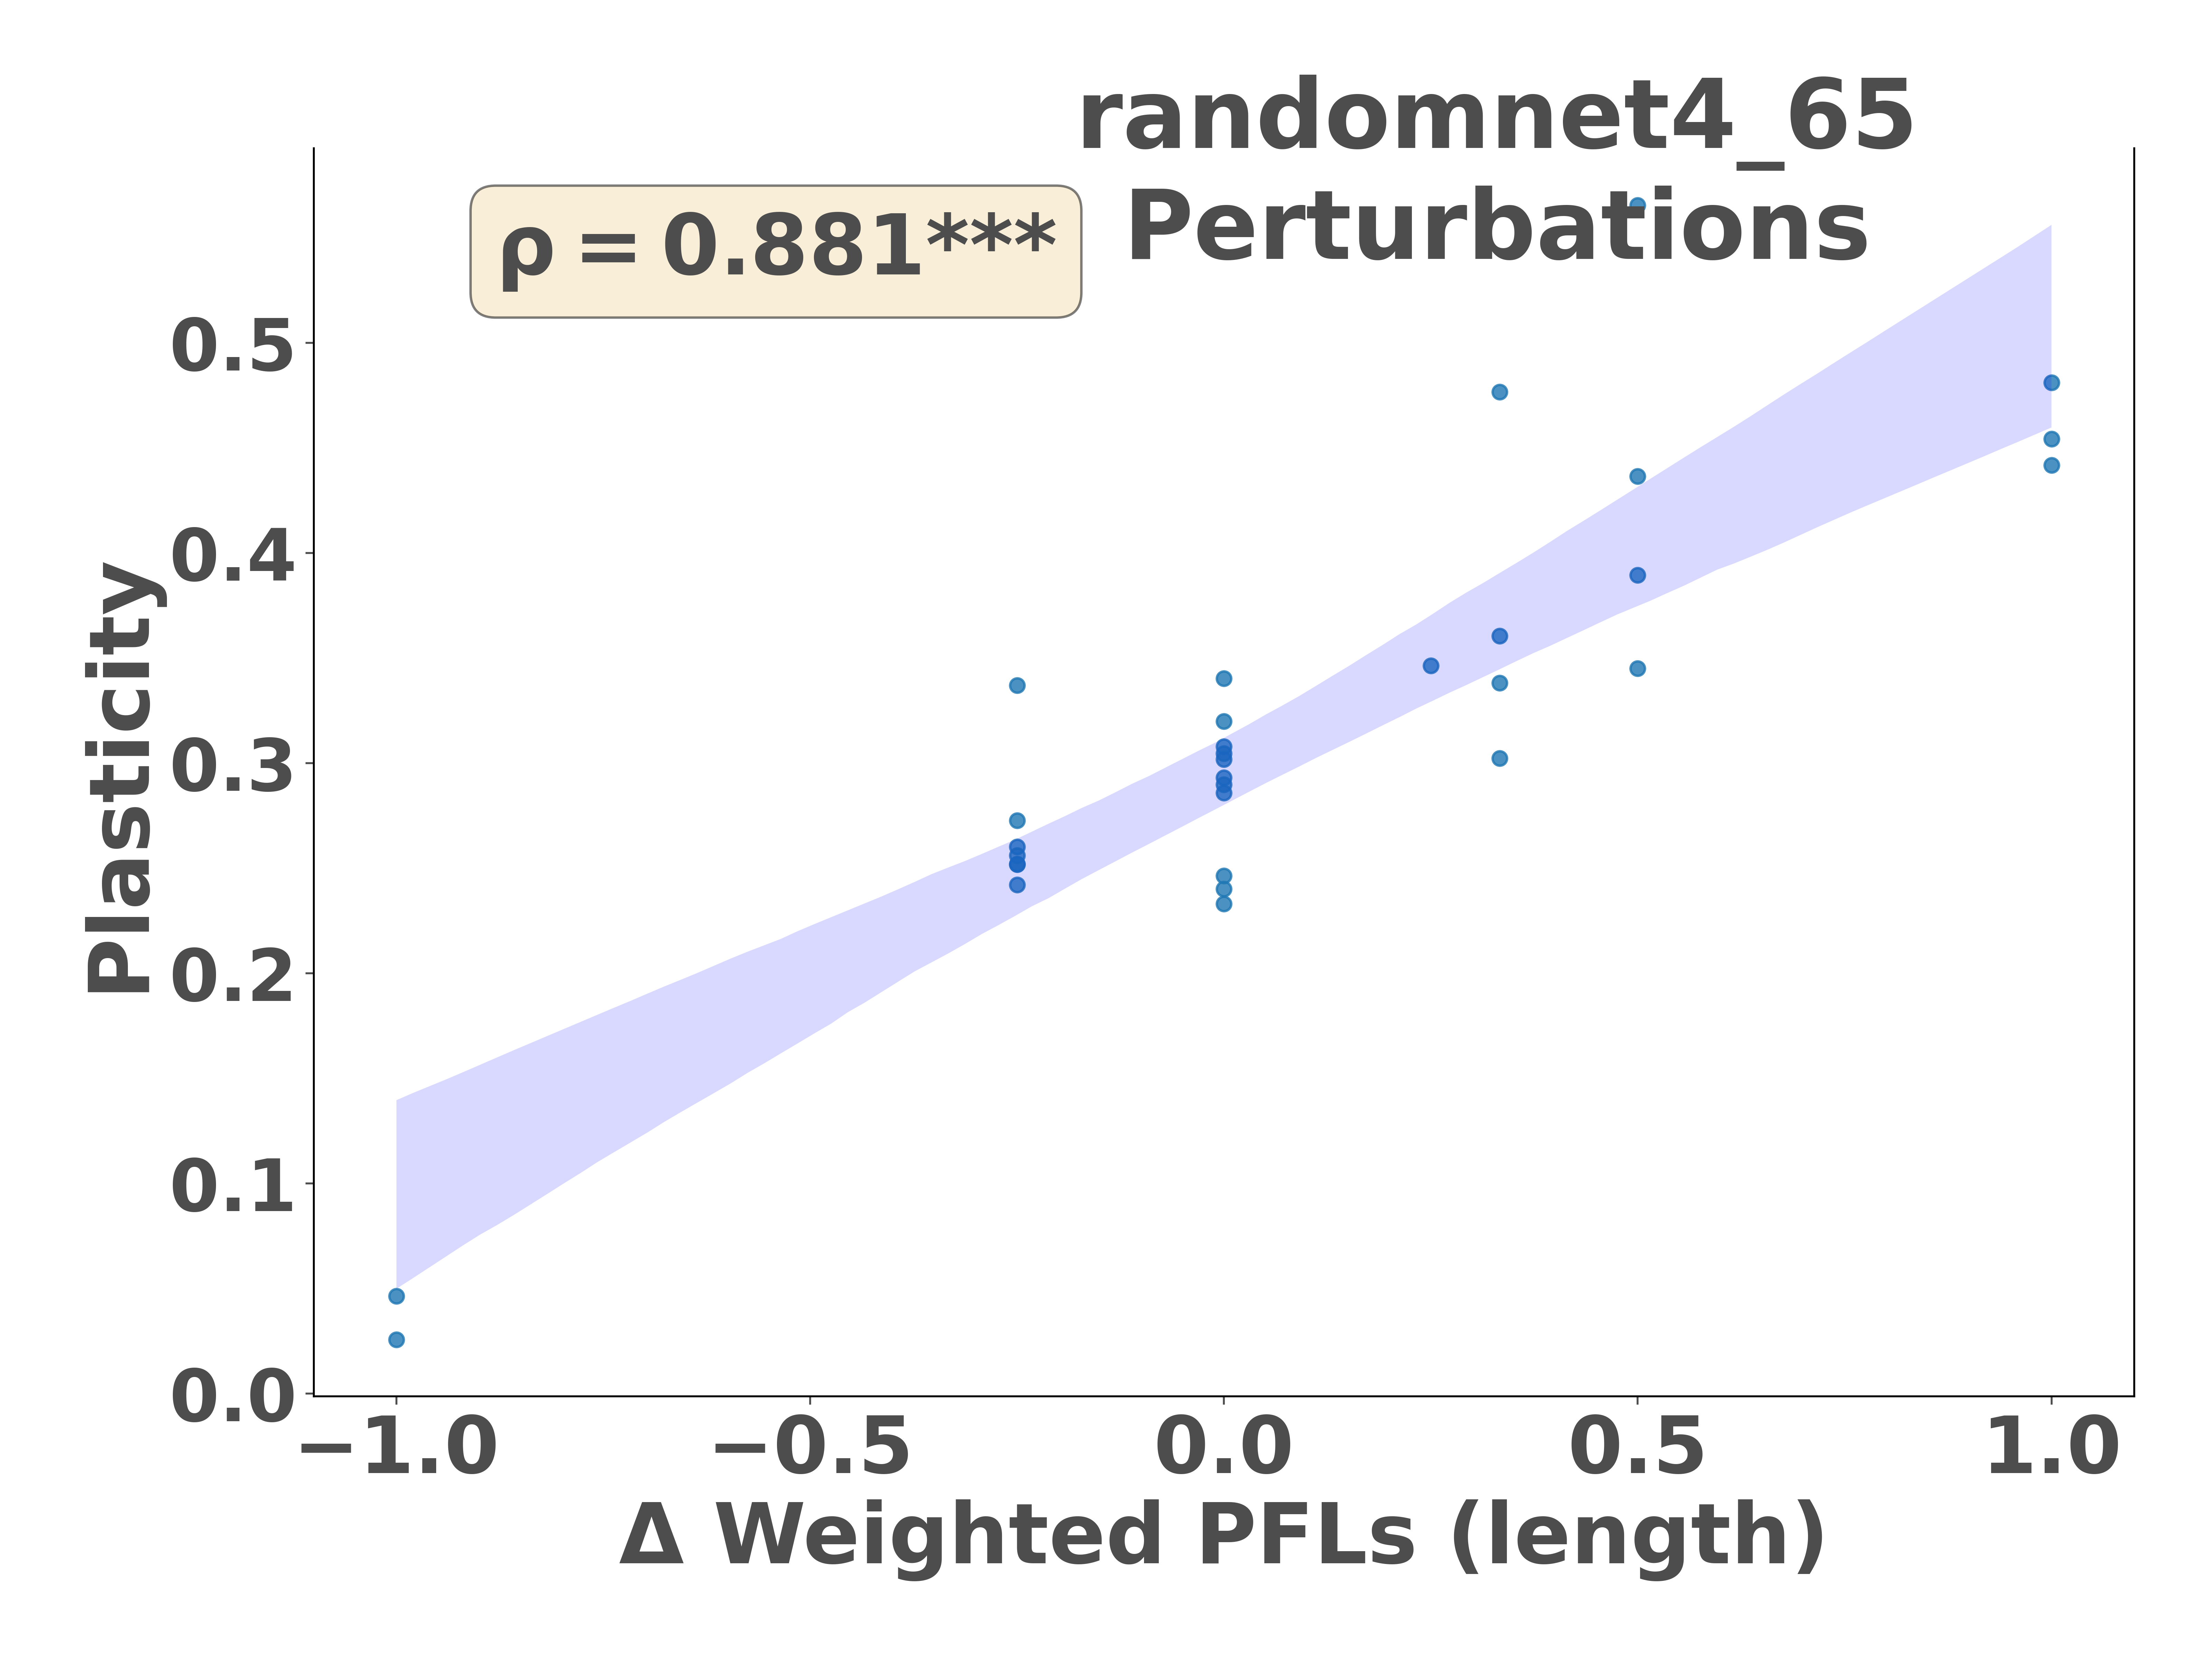 randomnet4_65
Perturbations
ρ = 0.881***
Plasticity
0.5
0.4
0.3
0.2
0.1
0.0
−1.0
−0.5
0.0
0.5
1.0
Δ Weighted PFLs (length)